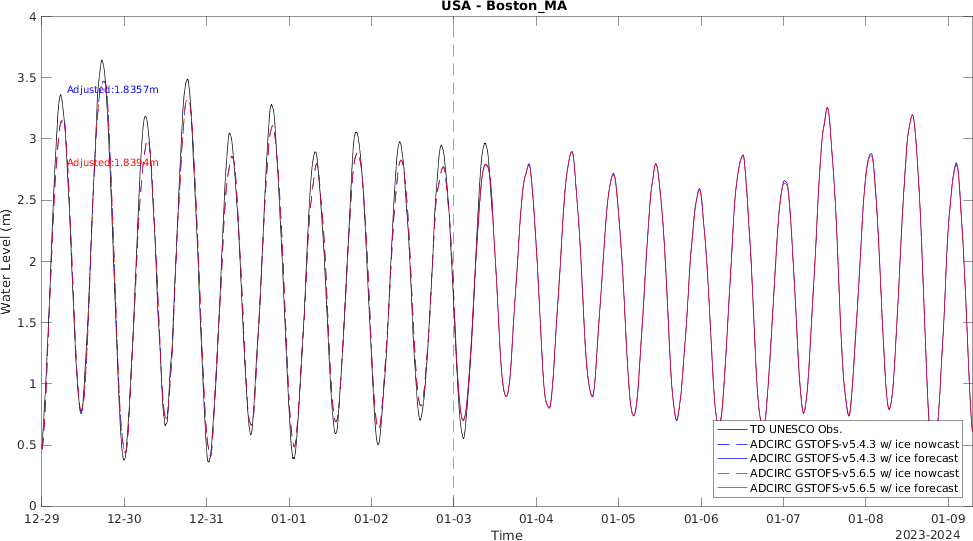 USA - Boston_MA
4
3.5
3
2.5
2
1.5
1
0.5
0
Water Level (m)
Adjusted:1.8357m
Adjusted:1.8394m
TD UNESCO Obs.
ADCIRC GSTOFS-v5.4.3 w/ ice nowcast
ADCIRC GSTOFS-v5.4.3 w/ ice forecast
ADCIRC GSTOFS-v5.6.5 w/ ice nowcast
ADCIRC GSTOFS-v5.6.5 w/ ice forecast
12-29 12-30 12-31 01-01 01-02 01-03 01-04 01-05 01-06 01-07 01-08 01-09
Time
2023-2024